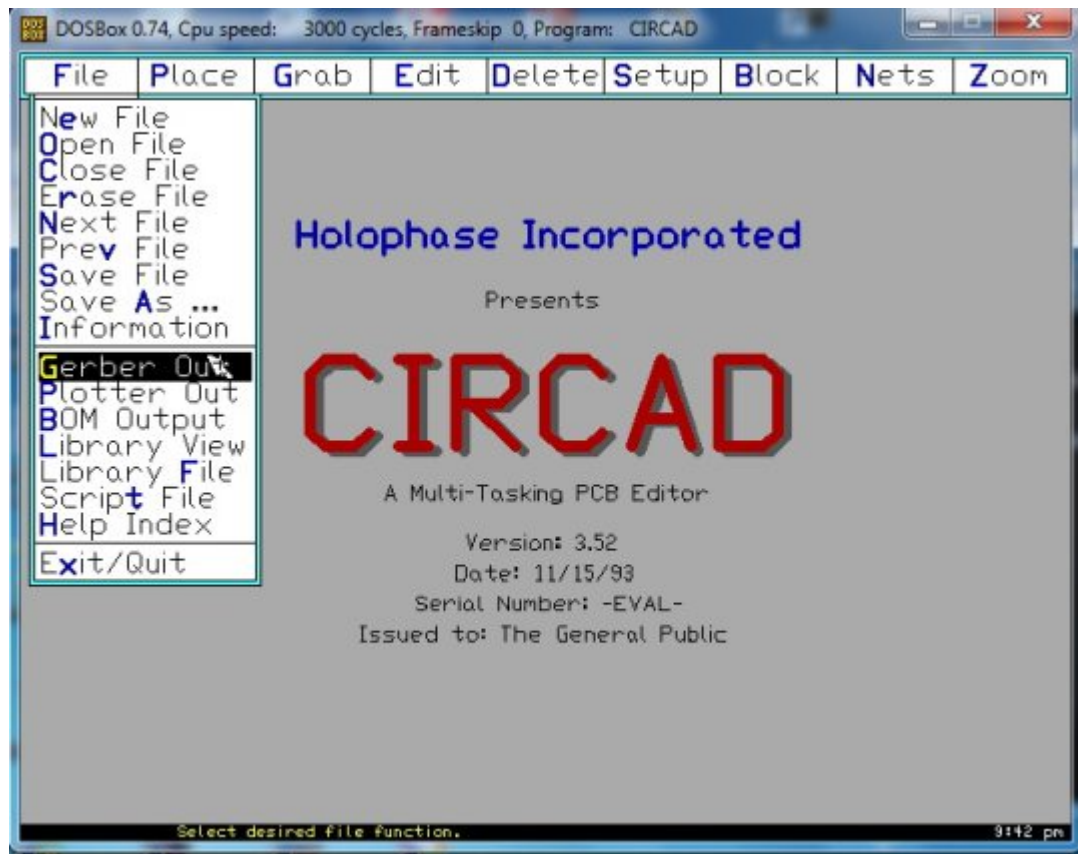 DOSBox 0.74, Cpu speed: 3000 cycles, Frameskip 0, Program: CIRCAD
File Place Grab Edit Delete Setup Block Nets Zoom
New File
Open File
Close File
Erase File
Next File
Prev File
Save File
Save As ...
Information
Gerber Out
Plotter Out
BOM Output
Library View
Library File
Script File
Help Index
Exit/Quit
Holophase Incorporated
Presents
CIRCAD
A Multi-Tasking PCB Editor
Version: 3.52
Date: 11/15/93
Serial Number: -EVAL-
Issued to: The General Public
Select desired file function.
9:42 pm